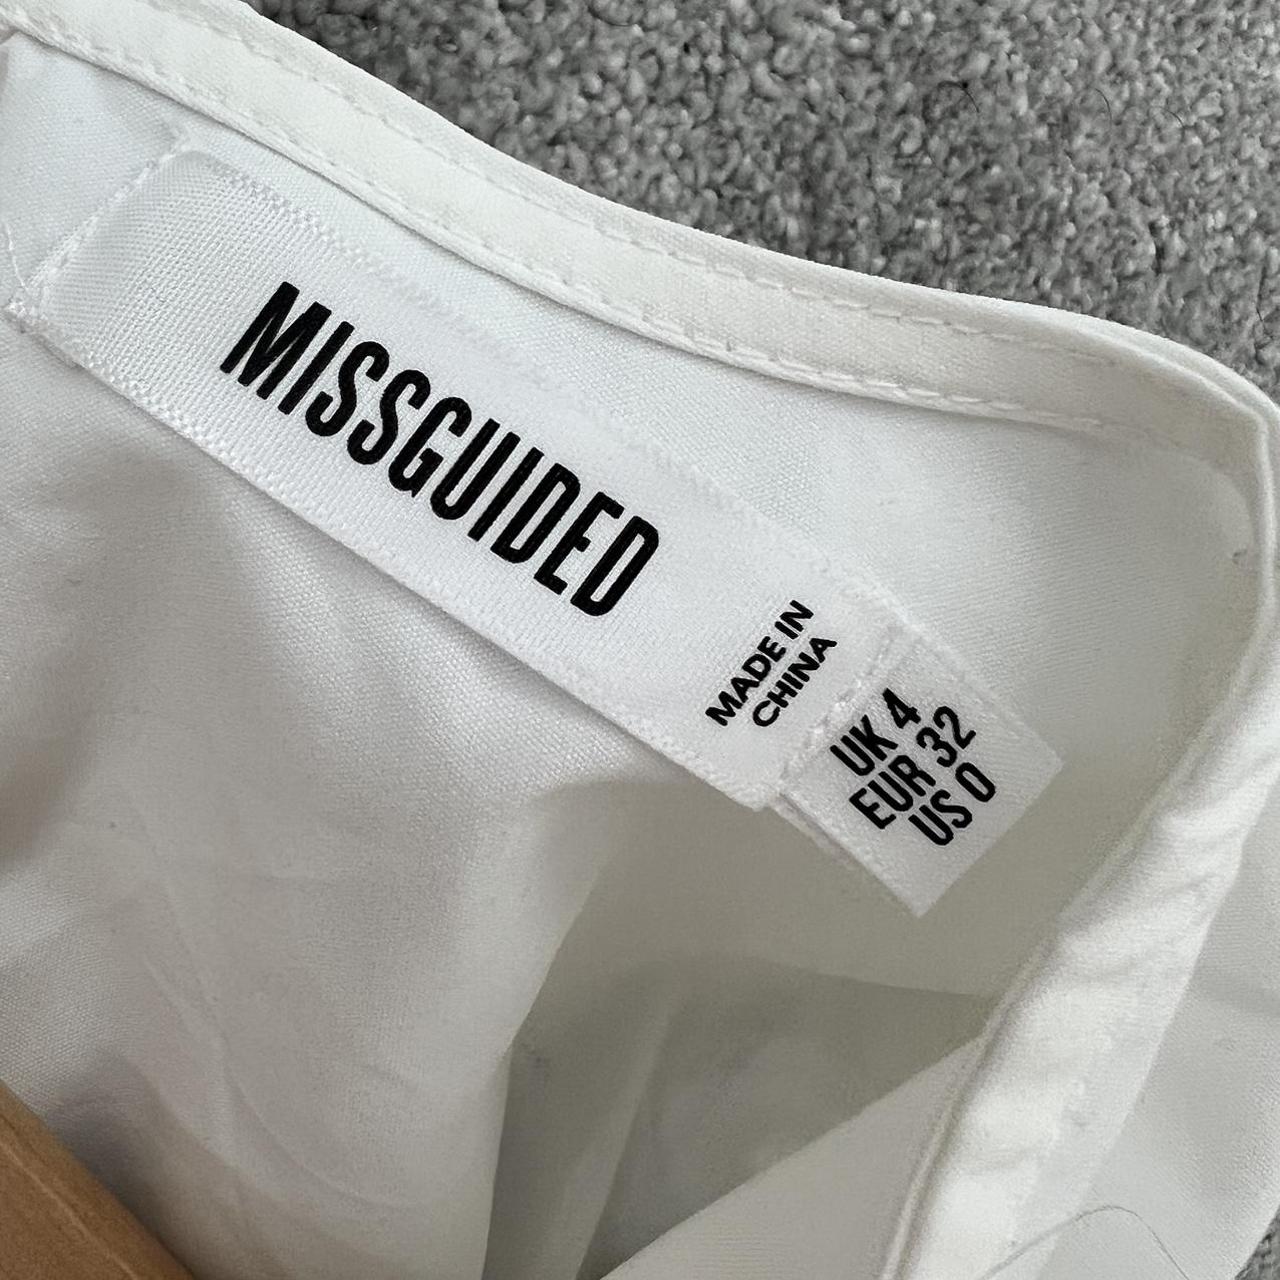 MISSGUIDED
MADE IN
CHINA
UK 4
EUR 32
US 0